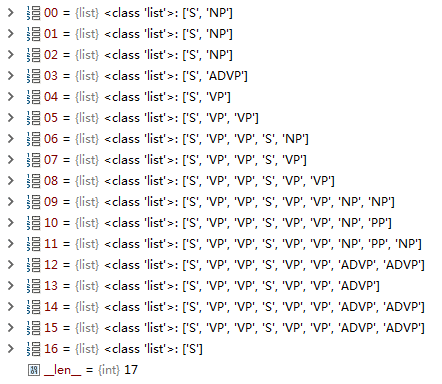 00 = {list} <class 'list'>: ['S', 'NP']
01 = {list} <class 'list'>: ['S', 'NP']
02 = {list} <class 'list'>: ['S', 'NP']
03 = {list} <class 'list'>: ['S', 'ADVP']
04 = {list} <class 'list'>: ['S', 'VP']
05 = {list} <class 'list'>: ['S', 'VP', 'VP']
06 = {list} <class 'list'>: ['S', 'VP', 'VP', 'S', 'NP']
07 = {list} <class 'list'>: ['S', 'VP', 'VP', 'S', 'VP']
08 = {list} <class 'list'>: ['S', 'VP', 'VP', 'S', 'VP', 'VP']
09 = {list} <class 'list'>: ['S', 'VP', 'VP', 'S', 'VP', 'VP', 'NP', 'NP']
10 = {list} <class 'list'>: ['S', 'VP', 'VP', 'S', 'VP', 'VP', 'NP', 'PP']
11 = {list} <class 'list'>: ['S', 'VP', 'VP', 'S', 'VP', 'VP', 'NP', 'PP', 'NP']
12 = {list} <class 'list'>: ['S', 'VP', 'VP', 'S', 'VP', 'VP', 'ADVP', 'ADVP']
13 = {list} <class 'list'>: ['S', 'VP', 'VP', 'S', 'VP', 'VP', 'ADVP']
14 = {list} <class 'list'>: ['S', 'VP', 'VP', 'S', 'VP', 'VP', 'ADVP', 'ADVP']
15 = {list} <class 'list'>: ['S', 'VP', 'VP', 'S', 'VP', 'VP', 'ADVP', 'ADVP']
16 = {list} <class 'list'>: ['S']
__len__ = {int} 17